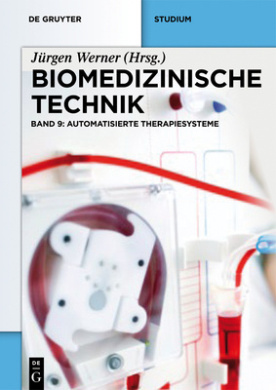 DE GRUYTER
STUDIUM
Jürgen Werner (Hrsg.)
BIOMEDIZINISCHE
TECHNIK
BAND 9: AUTOMATISIERTE THERAPIESYSTEME
DE
G